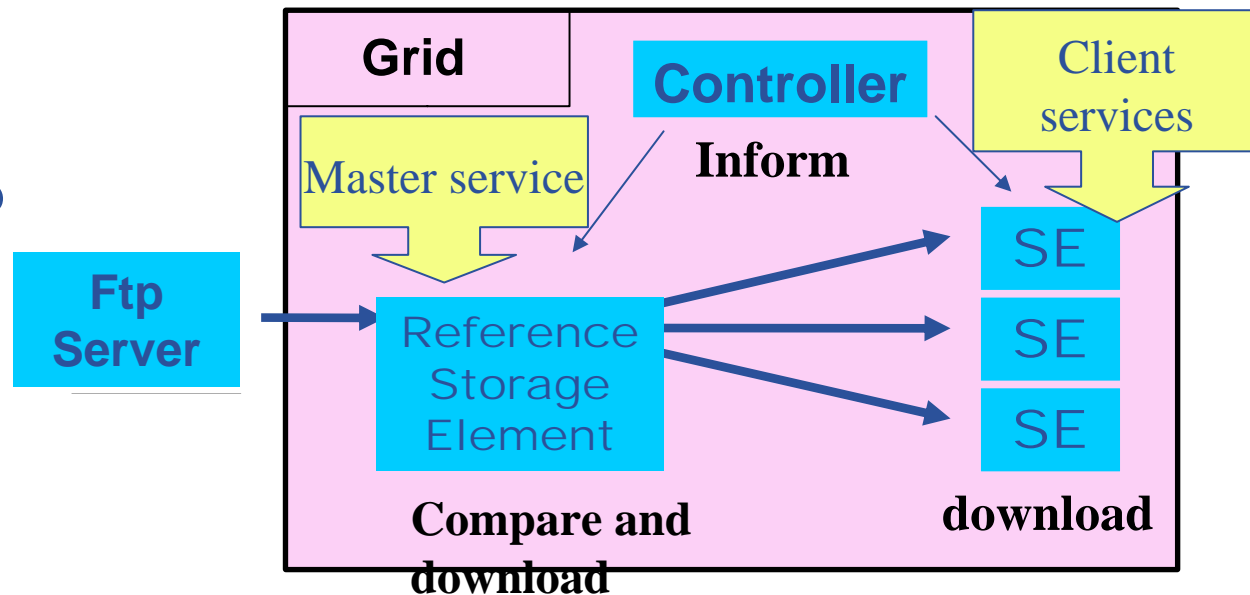 Grid
Controller
Client
services
Inform
Master service
Ftp
Server
Reference
Storage
Element
SE
SE
SE
Compare and
download
download